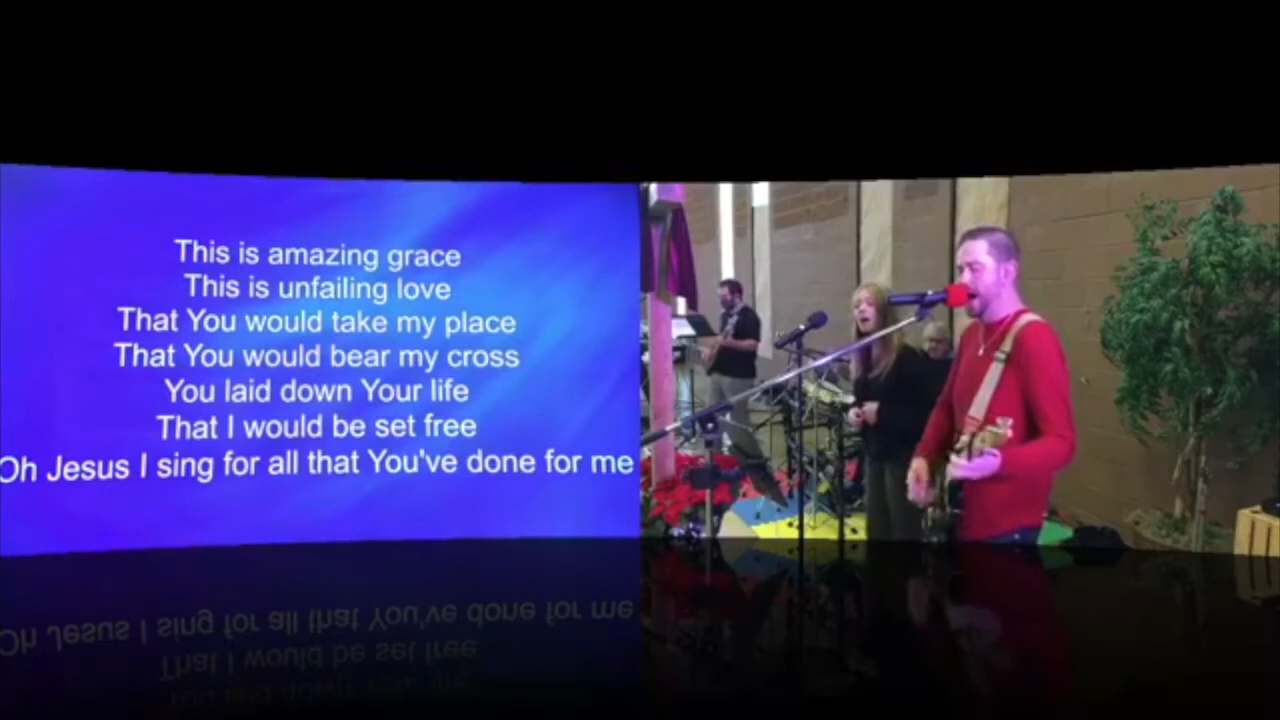 This is amazing grace
This is unfailing love
That You would take my place
That You would bear my cross
You laid down Your life
That I would be set free
Oh Jesus I sing for all that You've done for me